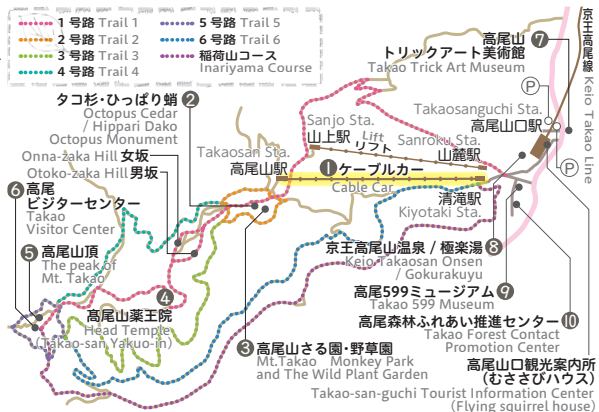 1号路 Trail 1
2号路 Trail 2
3号路 Trail 3
4号路 Trail 4
5号路 Trail 5
6号路 Trail 6
稲荷山コース
Inariyama Course
高尾山
トリックアート美術館
Takao Trick Art Museum
7
京王高尾線 Keio Takao Line
P
Takaosanguchi Sta.
高尾山口駅
P
タコ杉・ひっぱり蛸 2
Octopus Cedar
/ Hippari Dako
Octopus Monument
Onna-zaka Hill 女坂
Otoko-zaka Hill 男坂
Sanjo Sta.
山上駅
Lift
リフト
Sanroku Sta.
山麓駅
Takaosan Sta.
高尾山駅
1 ケーブルカー
Cable Car
清滝駅
Kiyotaki Sta.
6 高尾
ビジターセンター
Takao
Visitor Center
5 高尾山頂
The peak of
Mt. Takao
4
髙尾山薬王院
Head Temple
(Takao-san Yakuo-in)
3 高尾山さる園・野草園
Mt.Takao Monkey Park
and The Wild Plant Garden
京王高尾山温泉 / 極楽湯 8
Keio Takaosan Onsen
/ Gokurakuyu
高尾599ミュージアム 9
Takao 599 Museum
高尾森林ふれあい推進センター 10
Takao Forest Contact
Promotion Center
高尾山口観光案内所
(むささびハウス)
Takao-san-guchi Tourist Information Center
(Flying squirrel house)